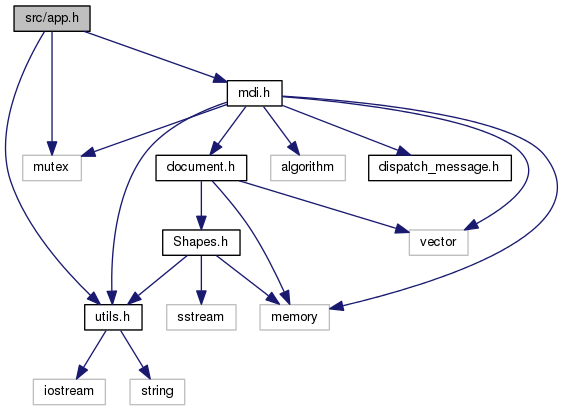 src/app.h
mdi.h
mutex
document.h
algorithm
dispatch_message.h
Shapes.h
vector
utils.h
sstream
memory
iostream
string